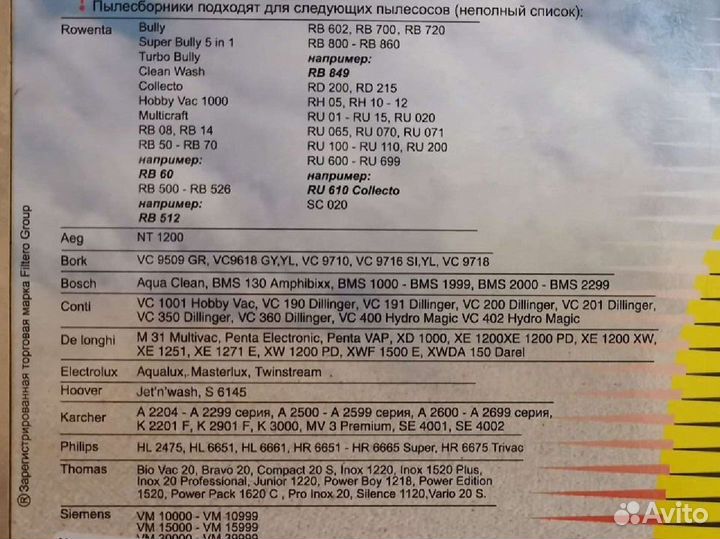 ! Пылесборники подходят для следующих пылесосов (неполный список):
Rowenta
Bully
Super Bully 5 in 1
Turbo Bully
Clean Wash
Collecto
Hobby Vac 1000
Multicraft
RB 08, RB 14
RB 50 - RB 70
например:
RB 60
RB 500 - RB 526
например:
RB 512
RB 602, RB 700, RB 720
RB 800 - RB 860
например:
RB 849
RD 200, RD 215
RH 05, RH 10 - 12
RU 01 - RU 15, RU 020
RU 065, RU 070, RU 071
RU 100 - RU 110, RU 200
RU 600 - RU 699
например:
RU 610 Collecto
SC 020
Aeg NT 1200
Bork VC 9509 GR, VC9618 GY,YL, VC 9710, VC 9716 SI,YL, VC 9718
Bosch Aqua Clean, BMS 130 Amphibixx, BMS 1000 - BMS 1999, BMS 2000 - BMS 2299
Conti VC 1001 Hobby Vac, VC 190 Dillinger, VC 191 Dillinger, VC 200 Dillinger, VC 201 Dillinger,
VC 350 Dillinger, VC 360 Dillinger, VC 400 Hydro Magic VC 402 Hydro Magic
De longhi M 31 Multivac, Penta Electronic, Penta VAP, XD 1000, XE 1200XE 1200 PD, XE 1200 XW,
XE 1251, XE 1271 E, XW 1200 PD, XWF 1500 E, XWDA 150 Darel
Electrolux Aqualux, Masterlux, Twinstream
Hoover Jet'n'wash, S 6145
Karcher A 2204 - A 2299 серия, A 2500 - A 2599 серия, A 2600 - A 2699 серия,
K 2201 F, K 2901 F, K 3000, MV 3 Premium, SE 4001, SE 4002
Philips HL 2475, HL 6651, HL 6661, HR 6651 - HR 6665 Super, HR 6675 Trivac
Thomas Bio Vac 20, Bravo 20, Compact 20 S, Inox 1220, Inox 1520 Plus,
Inox 20 Professional, Junior 1220, Power Boy 1218, Power Edition
1520, Power Pack 1620 C , Pro Inox 20, Silence 1120,Vario 20 S.
Siemens VM 10000 - VM 10999
VM 15000 - VM 15999
VM 30000 - VM 39999
® Зарегистрированная торговая марка Filtero Group
Avito